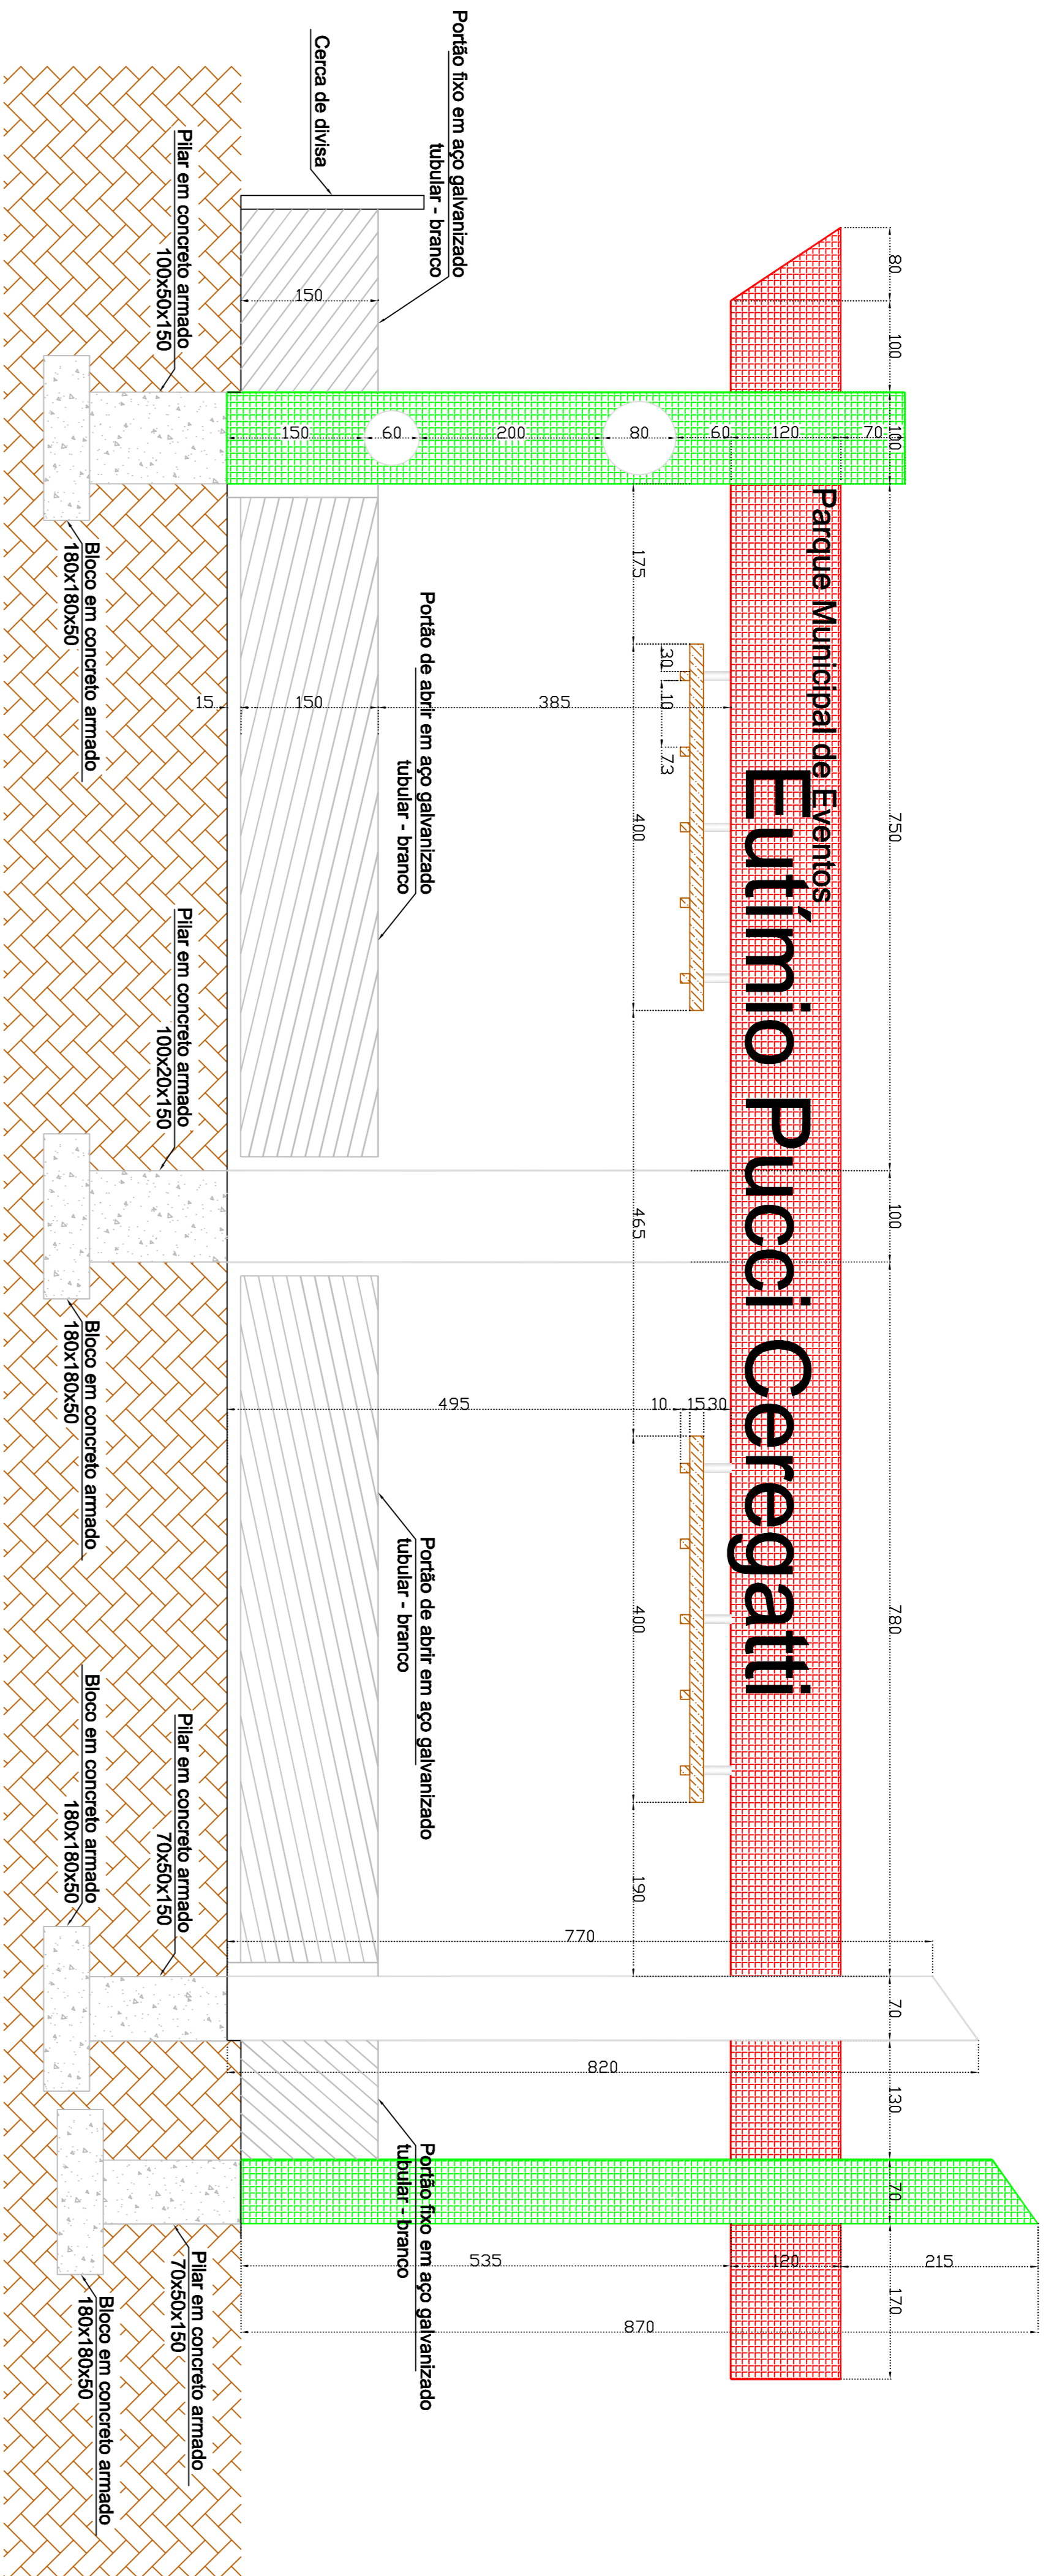 80
100
100
750
100
780
70
130
70
170
Parque Municipal de Eventos
Eutímio Pucci Ceregatti
70
120
60
80
200
60
150
175
400
465
400
190
30
10
73
10
15
30
385
150
15
495
770
820
215
120
535
870
150
Portão fixo em aço galvanizado
tubular - branco
Cerca de divisa
Portão de abrir em aço galvanizado
tubular - branco
Portão de abrir em aço galvanizado
tubular - branco
Portão fixo em aço galvanizado
tubular - branco
Pilar em concreto armado
100x50x150
Pilar em concreto armado
100x20x150
Pilar em concreto armado
70x50x150
Pilar em concreto armado
70x50x150
Bloco em concreto armado
180x180x50
Bloco em concreto armado
180x180x50
Bloco em concreto armado
180x180x50
Bloco em concreto armado
180x180x50